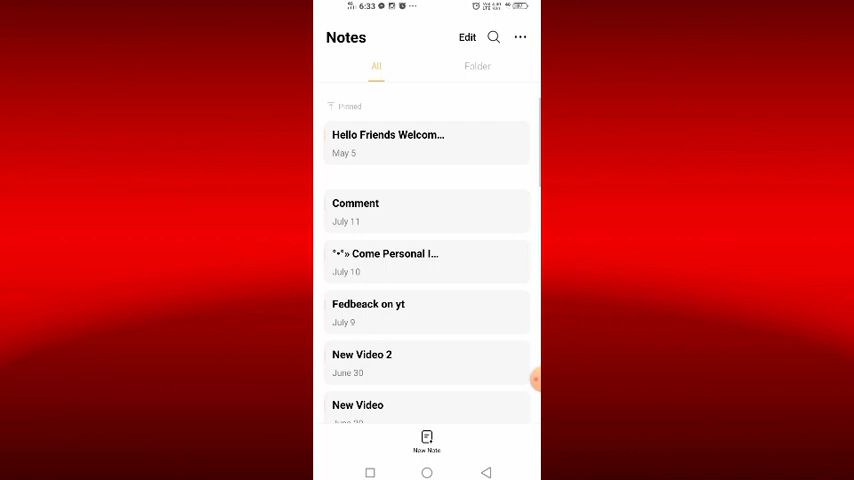 6:33
Notes
Edit
All
Folder
Pinned
Hello Friends Welcom...
May 5
Comment
July 11
°•°» Come Personal I...
July 10
Fedbeack on yt
July 9
New Video 2
June 30
New Video
New Note